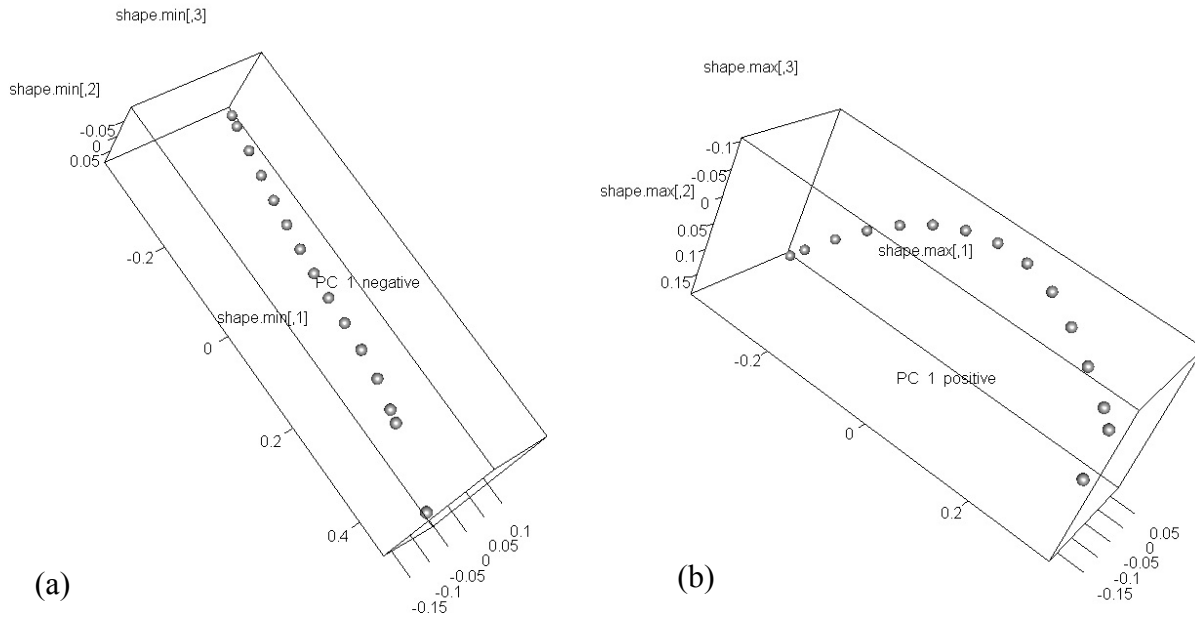 shape.min[,3]
shape.min[,2]
-0.05
0
0.05
-0.2
PC 1 negative
shape.min[,1]
0
0.2
0.4
0.1
0.05
0
-0.05
-0.1
-0.15
(a)
shape.max[,3]
-0.1
-0.05
shape.max[,2]
0
0.05
0.1
0.15
shape.max[,1]
-0.2
PC 1 positive
0
0.2
0.05
0
-0.05
-0.1
-0.15
(b)